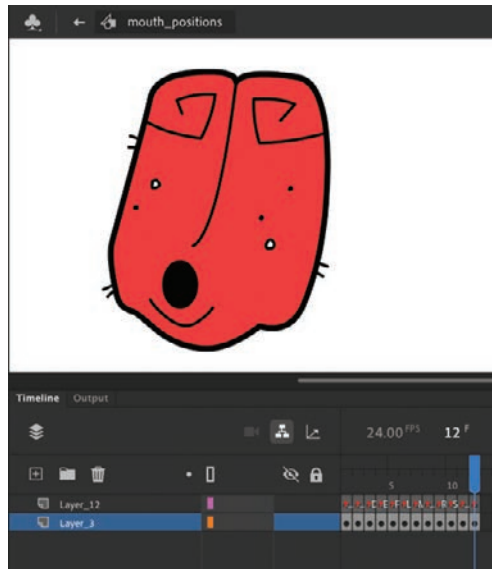 mouth_positions
Timeline Output
24.00 FPS 12 F
5 10
Layer_12
D E F L M R S
Layer_3